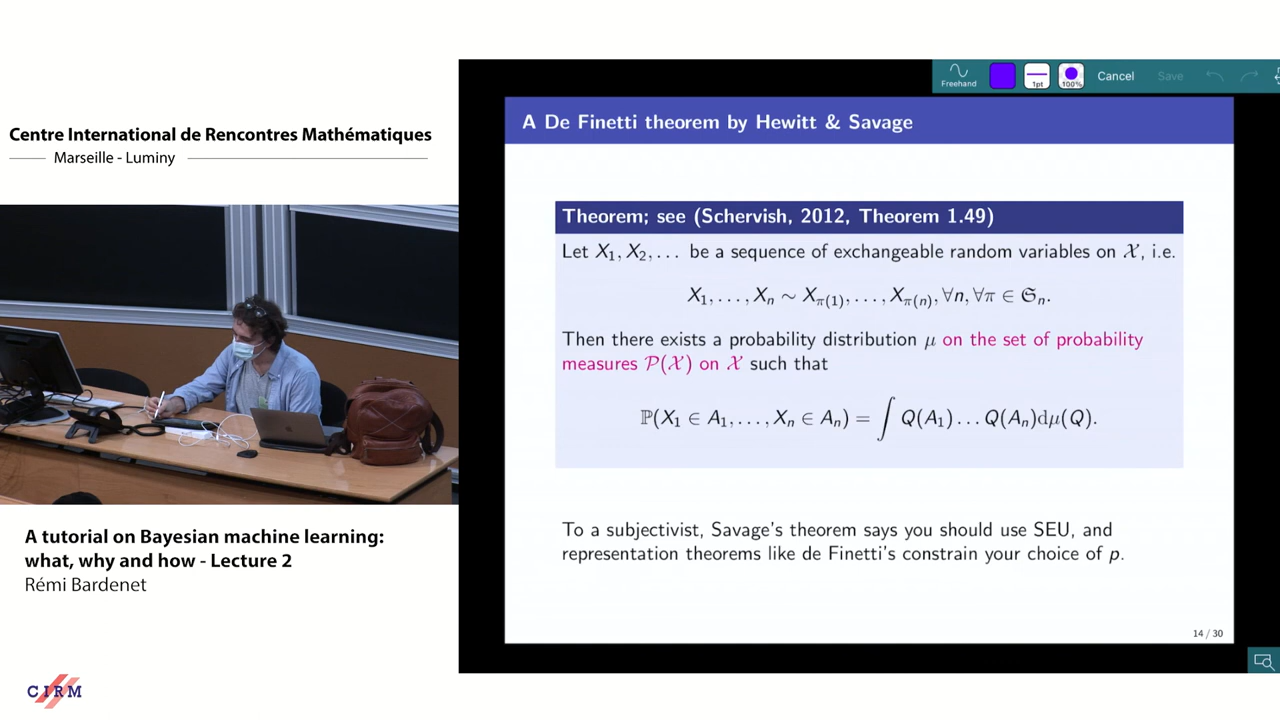 Centre International de Rencontres Mathématiques
Marseille - Luminy
Freehand
1pt
100%
Cancel
Save
A De Finetti theorem by Hewitt & Savage
Theorem; see (Schervish, 2012, Theorem 1.49)
Let X₁, X₂, . . . be a sequence of exchangeable random variables on 𝒳, i.e.
X₁, . . . , Xₙ ∼ X_{π(1)}, . . . , X_{π(n)}, ∀n, ∀π ∈ 𝔖ₙ.
Then there exists a probability distribution μ on the set of probability
measures 𝒫(𝒳) on 𝒳 such that
ℙ(X₁ ∈ A₁, . . . , Xₙ ∈ Aₙ) = ∫ Q(A₁) . . . Q(Aₙ)dμ(Q).
To a subjectivist, Savage's theorem says you should use SEU, and
representation theorems like de Finetti's constrain your choice of p.
14 / 30
A tutorial on Bayesian machine learning:
what, why and how - Lecture 2
Rémi Bardenet
CIRM